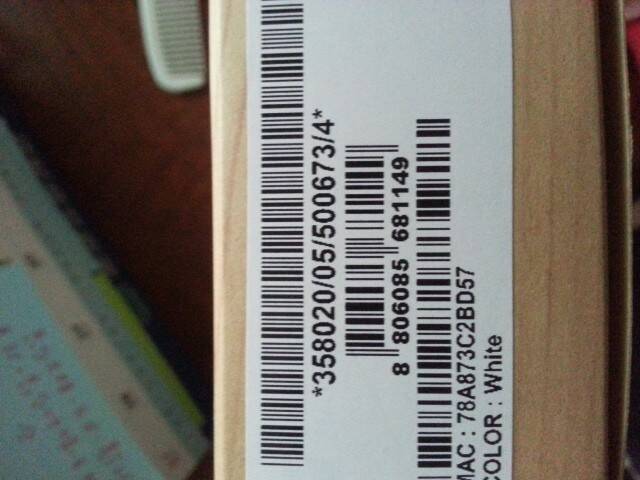 *358020/05/500673/4*
8 806085 681149
MAC : 78A873C2BD57
COLOR : White